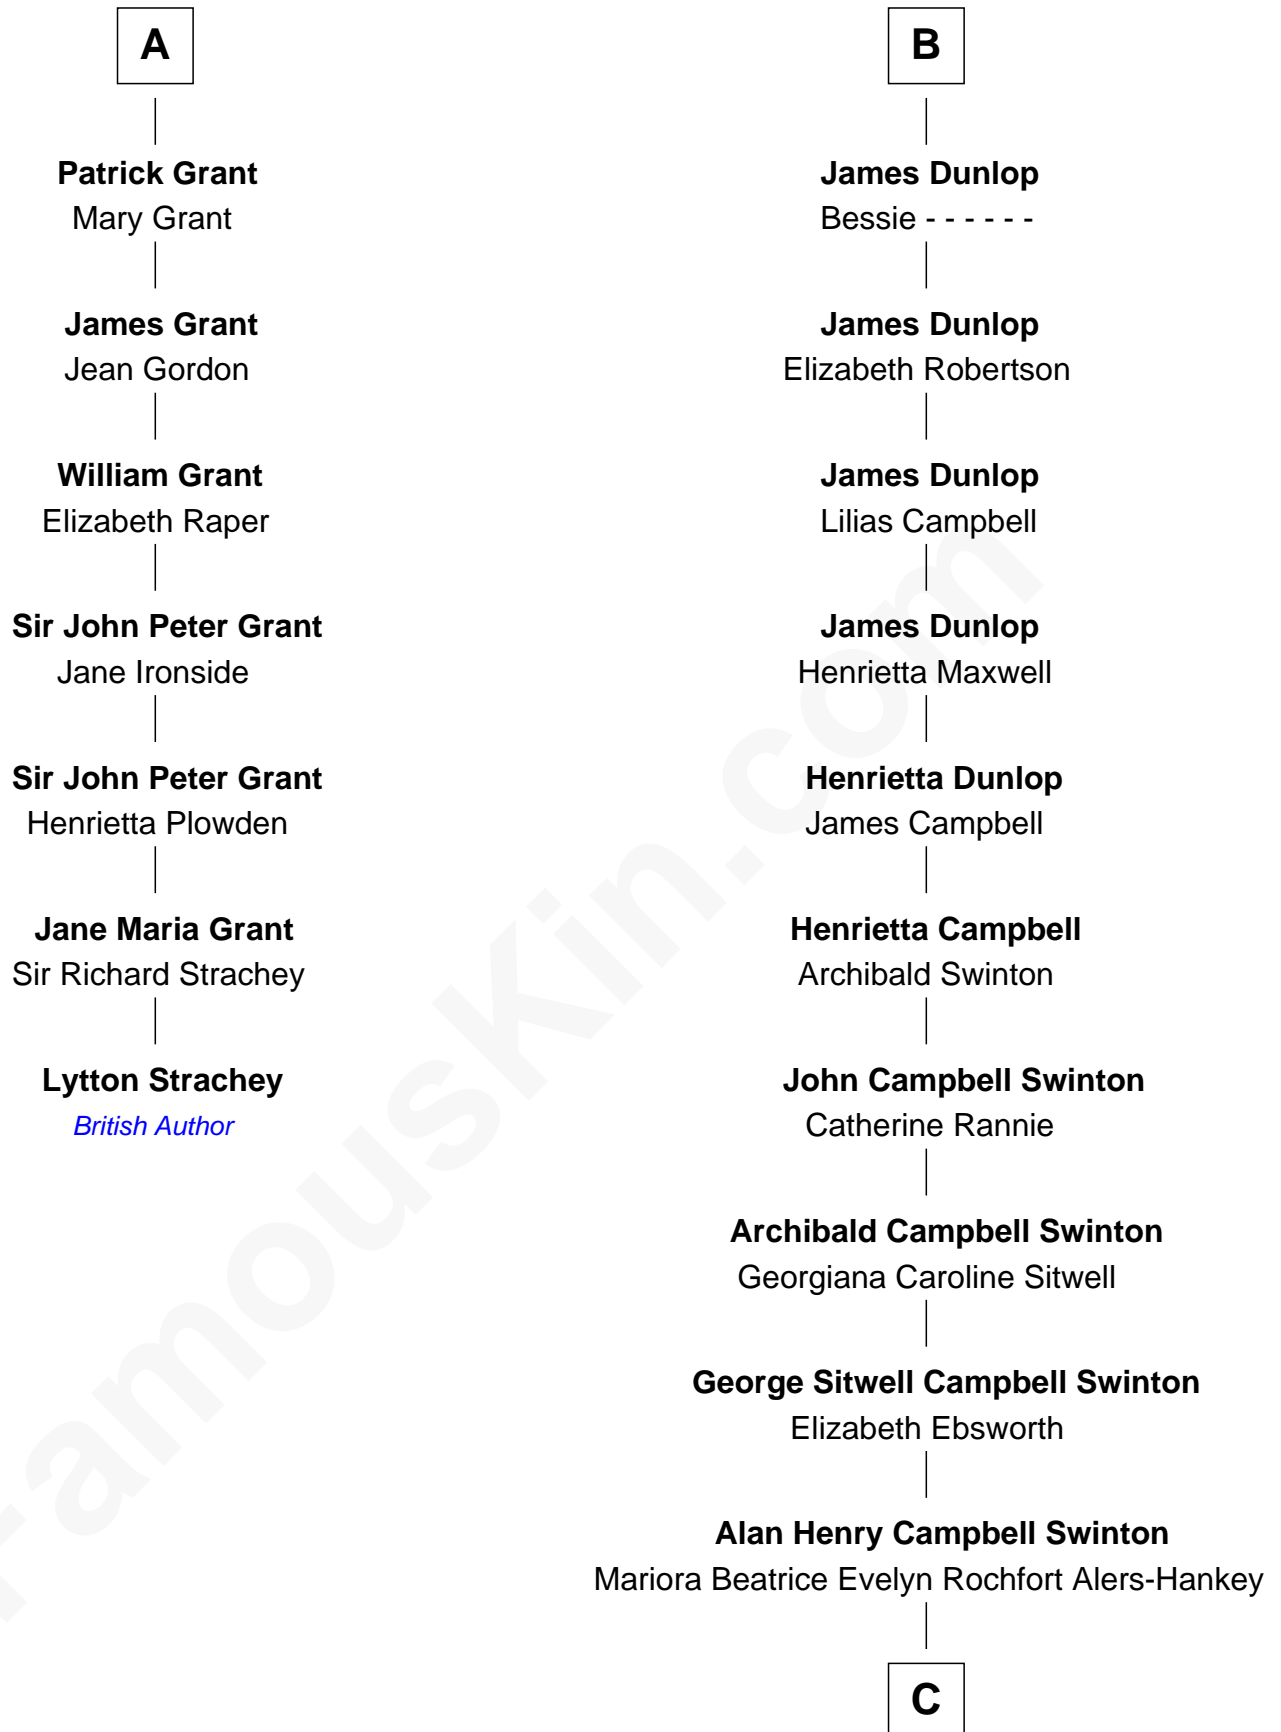 A
Patrick Grant
Mary Grant
James Grant
Jean Gordon
William Grant
Elizabeth Raper
Sir John Peter Grant
Jane Ironside
Sir John Peter Grant
Henrietta Plowden
Jane Maria Grant
Sir Richard Strachey
Lytton Strachey
British Author
B
James Dunlop
Bessie - - - - - -
James Dunlop
Elizabeth Robertson
James Dunlop
Lilias Campbell
James Dunlop
Henrietta Maxwell
Henrietta Dunlop
James Campbell
Henrietta Campbell
Archibald Swinton
John Campbell Swinton
Catherine Rannie
Archibald Campbell Swinton
Georgiana Caroline Sitwell
George Sitwell Campbell Swinton
Elizabeth Ebsworth
Alan Henry Campbell Swinton
Mariora Beatrice Evelyn Rochfort Alers-Hankey
C
FamousKin.com